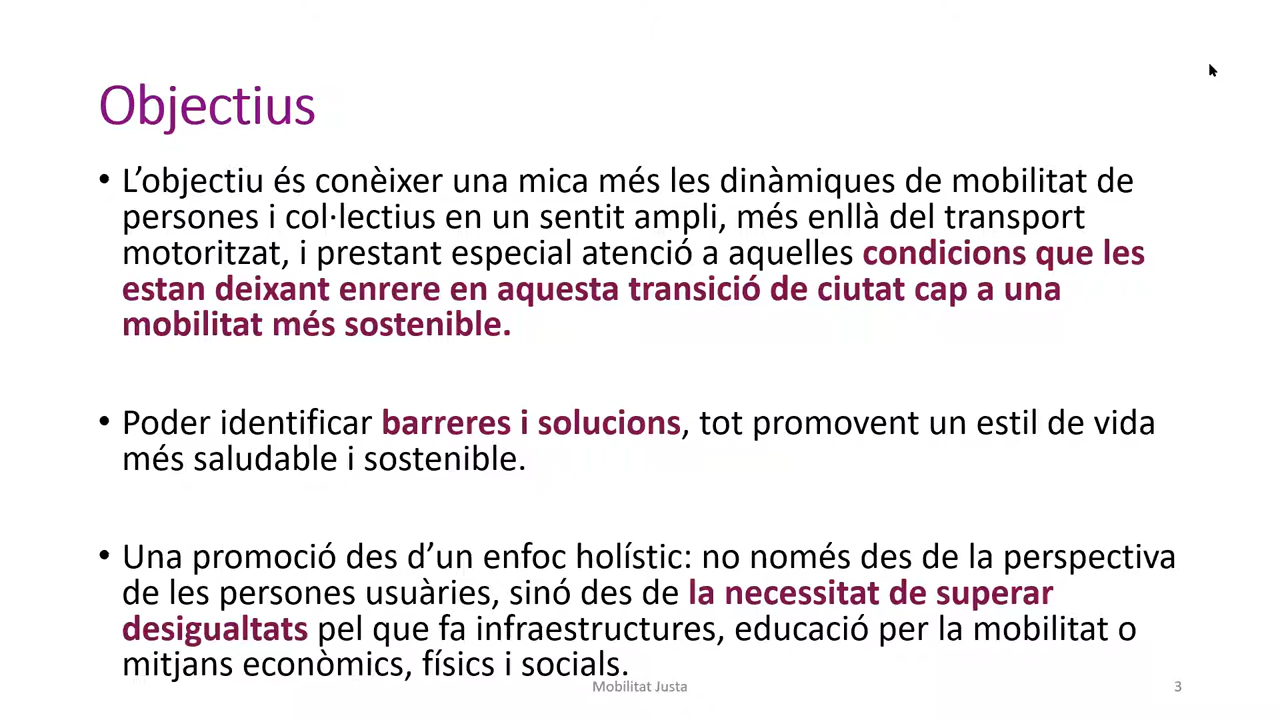 Objectius
• L’objectiu és conèixer una mica més les dinàmiques de mobilitat de
persones i col·lectius en un sentit ampli, més enllà del transport
motoritzat, i prestant especial atenció a aquelles condicions que les
estan deixant enrere en aquesta transició de ciutat cap a una
mobilitat més sostenible.
• Poder identificar barreres i solucions, tot promovent un estil de vida
més saludable i sostenible.
• Una promoció des d’un enfoc holístic: no només des de la perspectiva
de les persones usuàries, sinó des de la necessitat de superar
desigualtats pel que fa infraestructures, educació per la mobilitat o
mitjans econòmics, físics i socials.
Mobilitat Justa
3